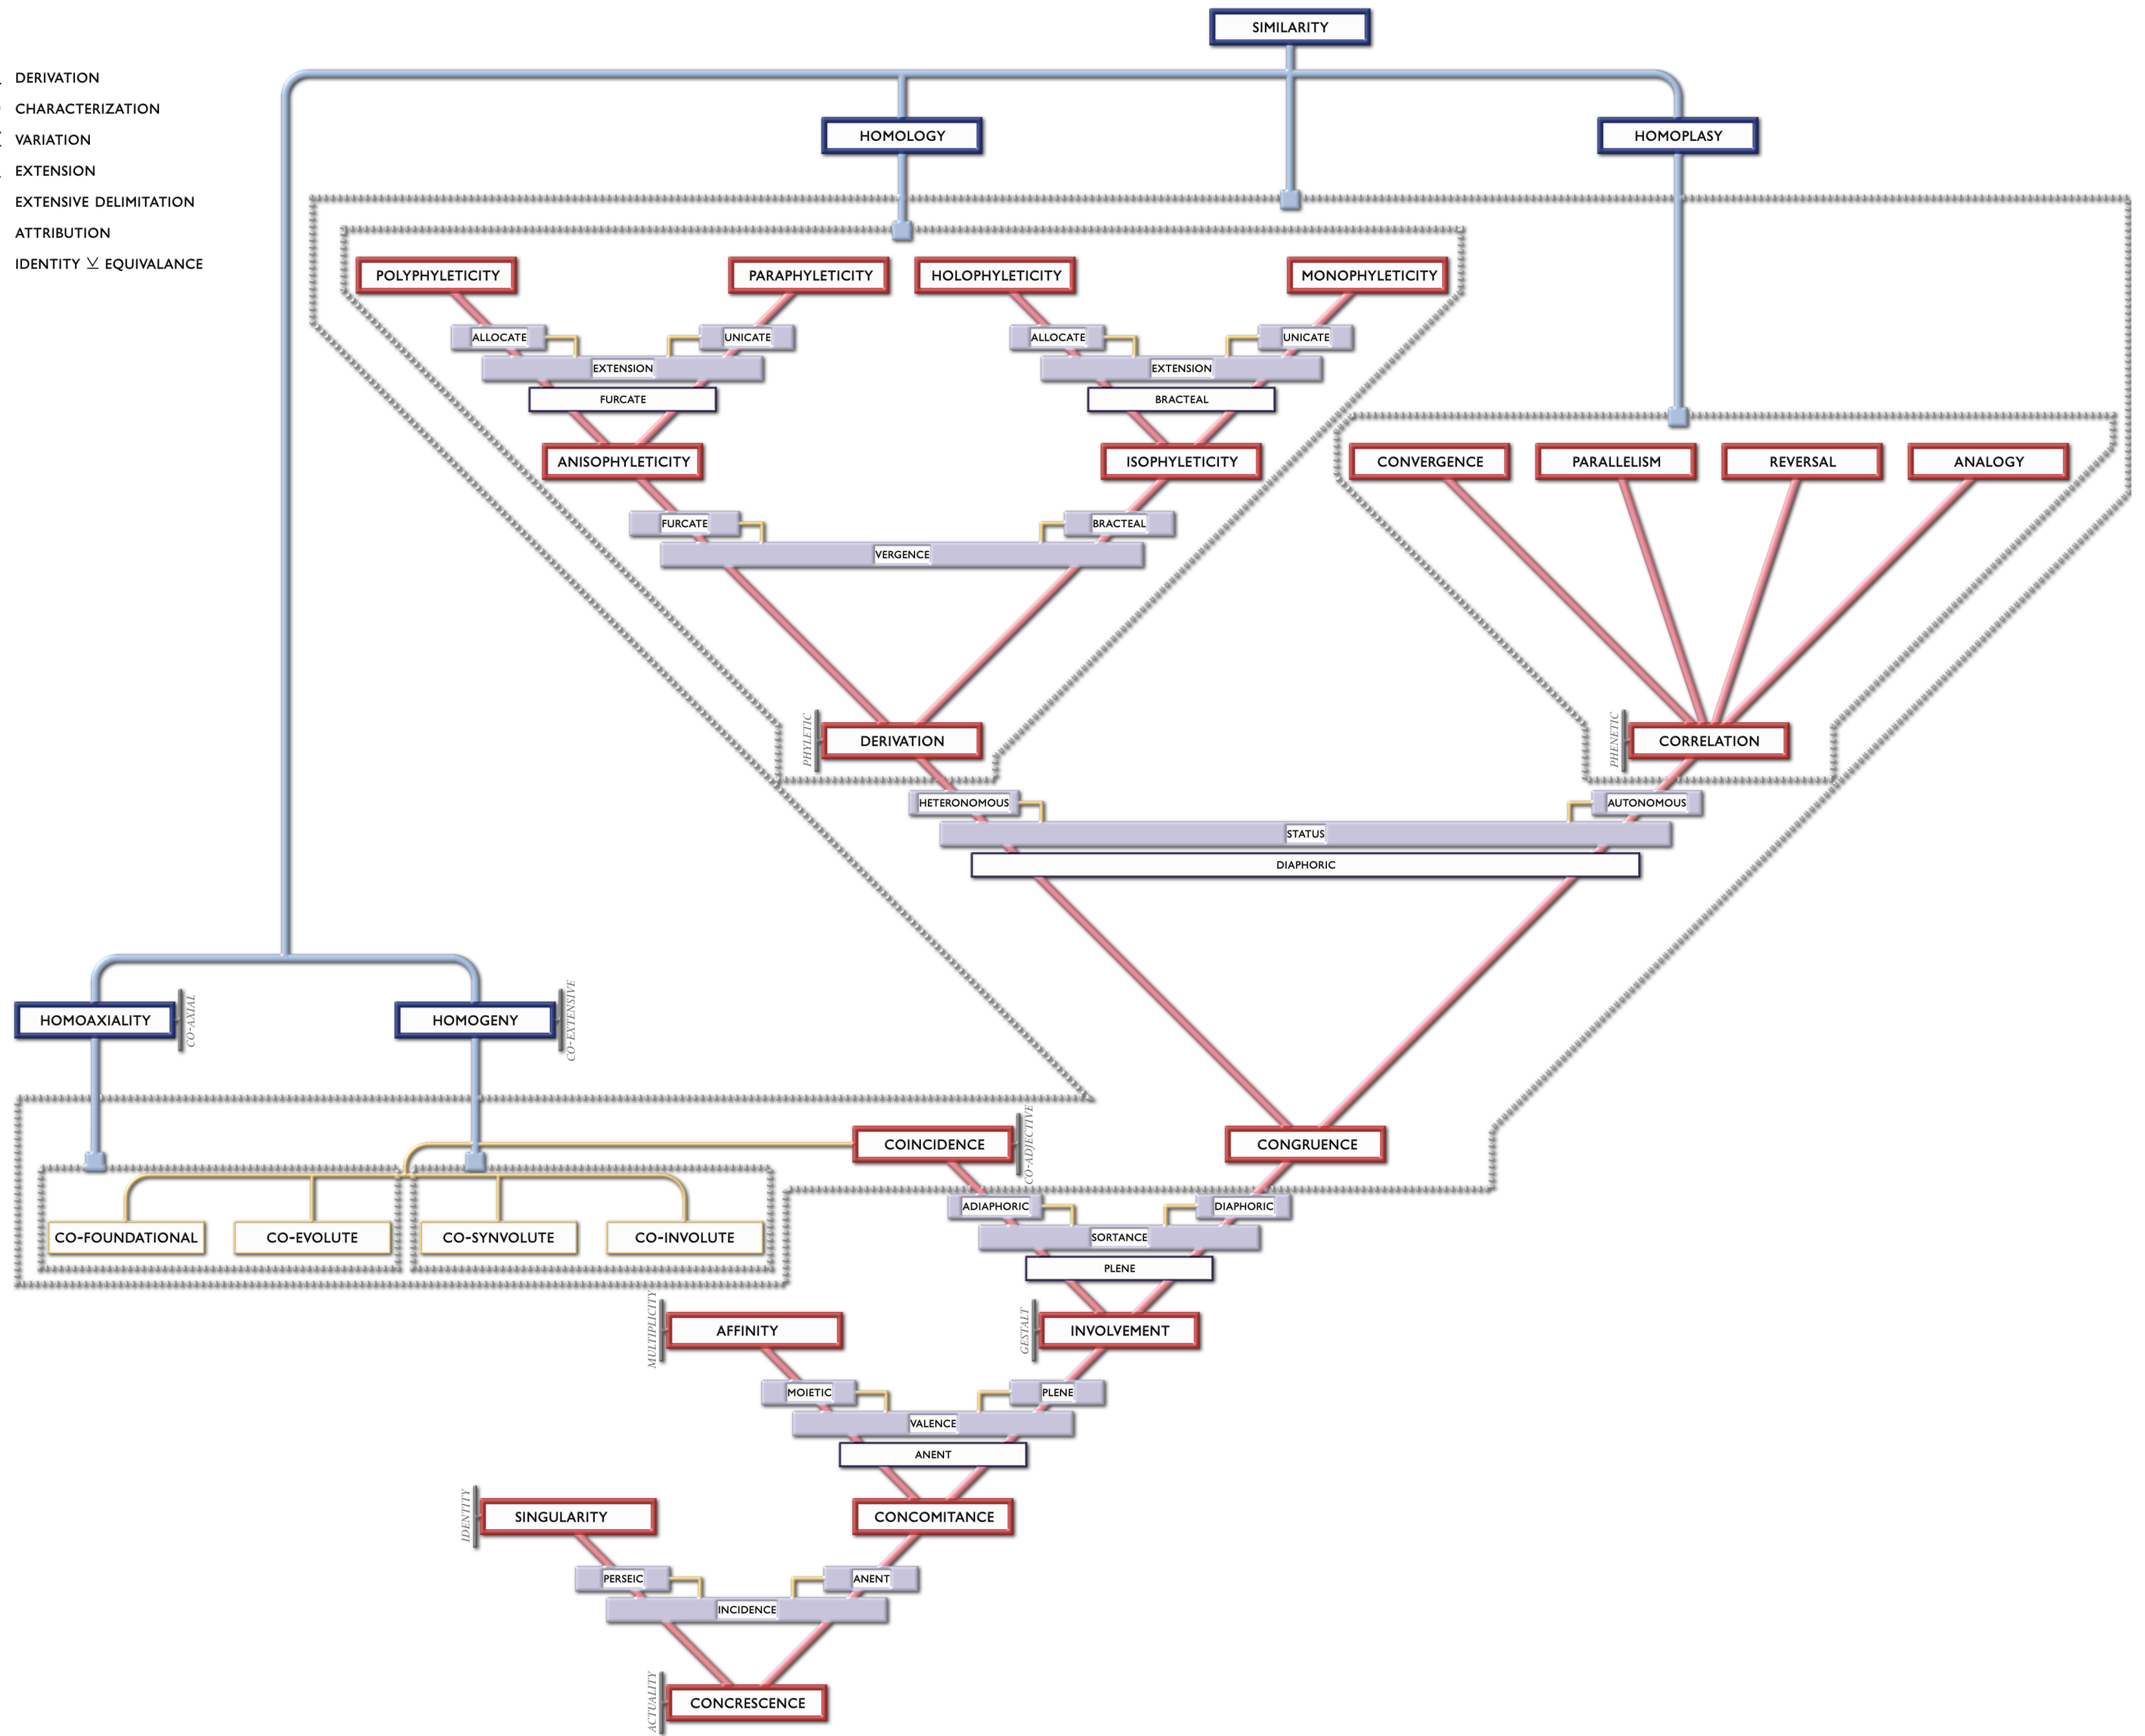 SIMILARITY
DERIVATION
CHARACTERIZATION
VARIATION
EXTENSION
EXTENSIVE DELIMITATION
ATTRIBUTION
IDENTITY ⊻ EQUIVALANCE
HOMOLOGY
HOMOPLASY
POLYPHYLETICITY
PARAPHYLETICITY
HOLOPHYLETICITY
MONOPHYLETICITY
ALLOCATE
UNICATE
ALLOCATE
UNICATE
EXTENSION
EXTENSION
FURCATE
BRACTEAL
ANISOPHYLETICITY
ISOPHYLETICITY
CONVERGENCE
PARALLELISM
REVERSAL
ANALOGY
FURCATE
BRACTEAL
VERGENCE
PHYLETIC
DERIVATION
PHENETIC
CORRELATION
HETERONOMOUS
AUTONOMOUS
STATUS
DIAPHORIC
HOMOAXIALITY
CO-AXIAL
HOMOGENY
CO-EXTENSIVE
COINCIDENCE
CO-ADJECTIVE
CONGRUENCE
ADIAPHORIC
DIAPHORIC
CO-FOUNDATIONAL
CO-EVOLUTE
CO-SYNVOLUTE
CO-INVOLUTE
SORTANCE
PLENE
MULTIPLICITY
AFFINITY
GESTALT
INVOLVEMENT
MOIETIC
PLENE
VALENCE
ANENT
IDENTITY
SINGULARITY
CONCOMITANCE
PERSEIC
ANENT
INCIDENCE
ACTUALITY
CONCRESCENCE